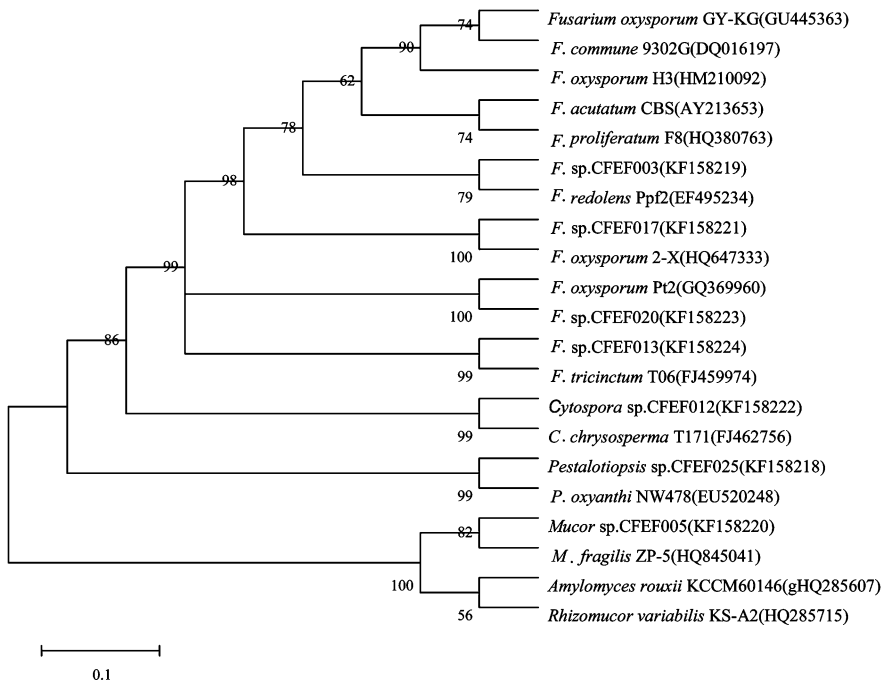 74
Fusarium oxysporum GY-KG(GU445363)
90
F. commune 9302G(DQ016197)
62
F. oxysporum H3(HM210092)
F. acutatum CBS(AY213653)
78
74
F. proliferatum F8(HQ380763)
F. sp.CFEF003(KF158219)
98
79
F. redolens Ppf2(EF495234)
F. sp.CFEF017(KF158221)
100
F. oxysporum 2-X(HQ647333)
99
F. oxysporum Pt2(GQ369960)
100
F. sp.CFEF020(KF158223)
86
F. sp.CFEF013(KF158224)
99
F. tricinctum T06(FJ459974)
Cytospora sp.CFEF012(KF158222)
99
C. chrysosperma T171(FJ462756)
Pestalotiopsis sp.CFEF025(KF158218)
99
P. oxyanthi NW478(EU520248)
82
Mucor sp.CFEF005(KF158220)
M. fragilis ZP-5(HQ845041)
100
Amylomyces rouxii KCCM60146(gHQ285607)
56
Rhizomucor variabilis KS-A2(HQ285715)
0.1